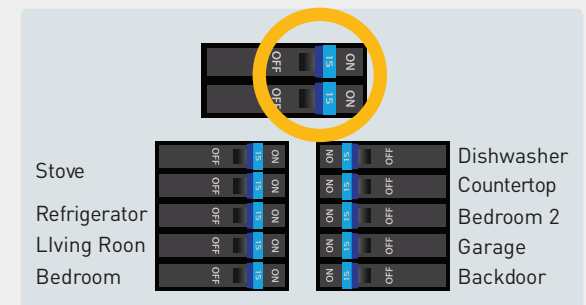 OFF 15 ON
OFF 15 ON
Stove
OFF 15 ON
OFF 15 ON
Refrigerator OFF 15 ON
LIving Roon OFF 15 ON
Bedroom OFF 15 ON
ON 15 OFF Dishwasher
ON 15 OFF Countertop
ON 15 OFF Bedroom 2
ON 15 OFF Garage
ON 15 OFF Backdoor